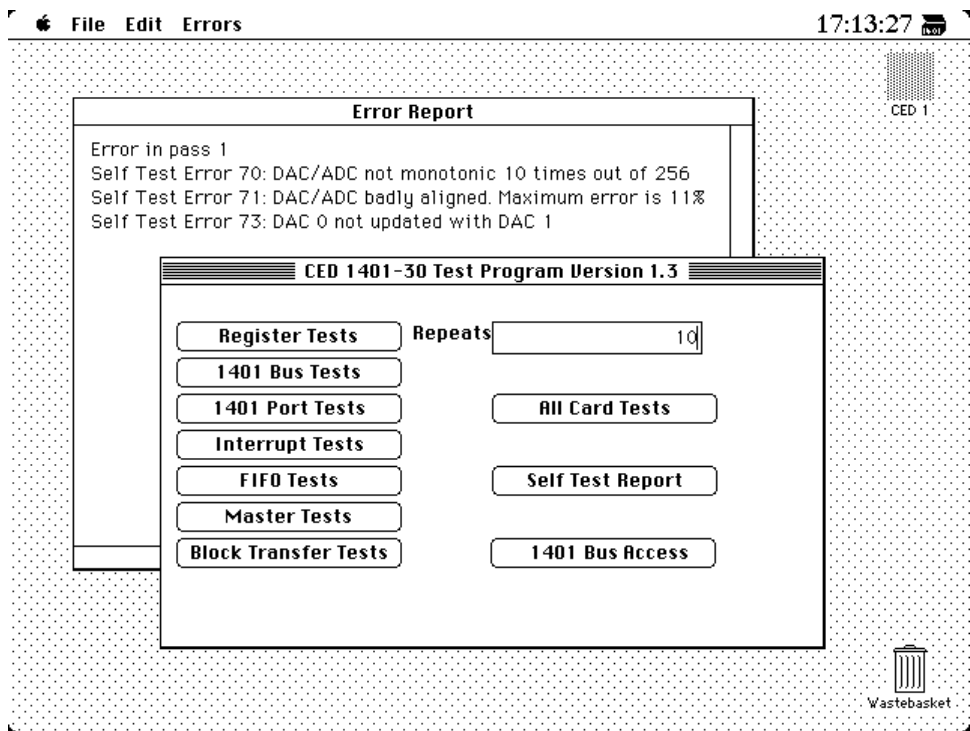 File Edit Errors 17:13:27
CED 1
Error Report
Error in pass 1
Self Test Error 70: DAC/ADC not monotonic 10 times out of 256
Self Test Error 71: DAC/ADC badly aligned. Maximum error is 11%
Self Test Error 73: DAC 0 not updated with DAC 1
CED 1401-30 Test Program Version 1.3
Register Tests
Repeats 10
1401 Bus Tests
1401 Port Tests
All Card Tests
Interrupt Tests
FIFO Tests
Self Test Report
Master Tests
Block Transfer Tests
1401 Bus Access
Wastebasket